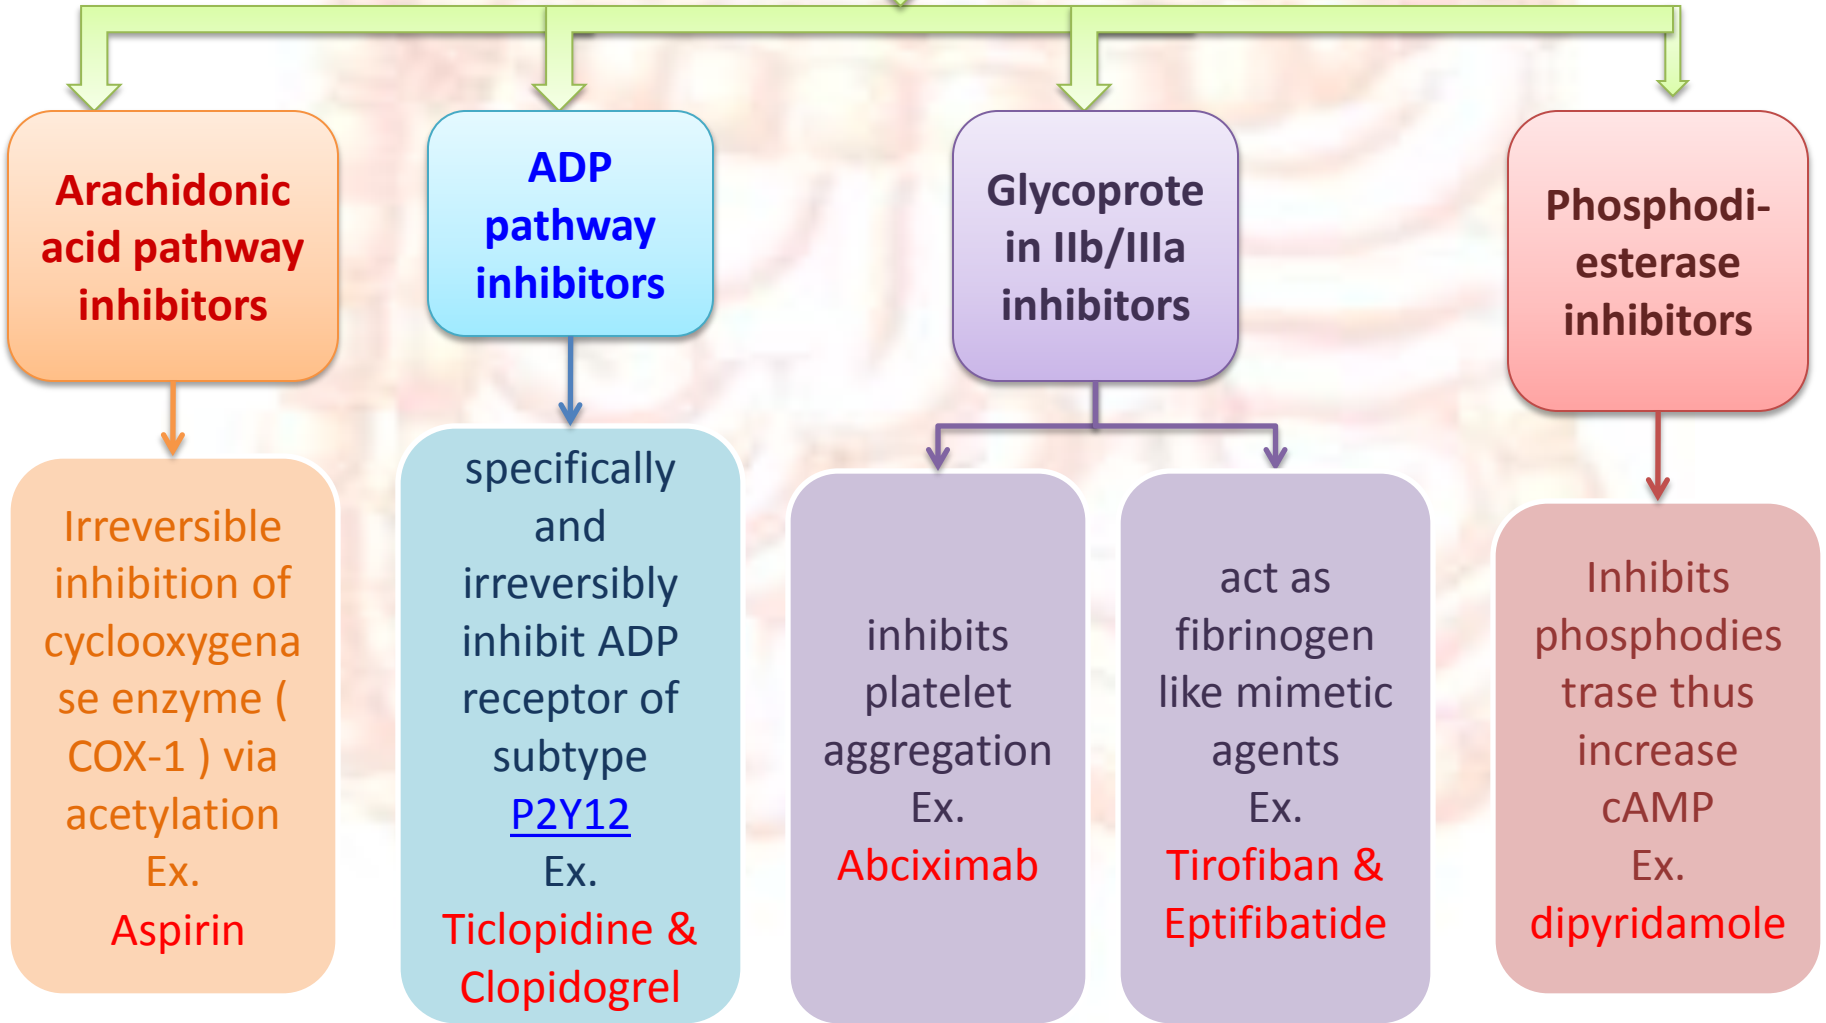 Arachidonic
acid pathway
inhibitors
ADP
pathway
inhibitors
Glycoprote
in IIb/IIIa
inhibitors
Phosphodi-
esterase
inhibitors
Irreversible
inhibition of
cyclooxygena
se enzyme (
COX-1 ) via
acetylation
Ex.
Aspirin
specifically
and
irreversibly
inhibit ADP
receptor of
subtype
P2Y12
Ex.
Ticlopidine &
Clopidogrel
inhibits
platelet
aggregation
Ex.
Abciximab
act as
fibrinogen
like mimetic
agents
Ex.
Tirofiban &
Eptifibatide
Inhibits
phosphodies
trase thus
increase
cAMP
Ex.
dipyridamole